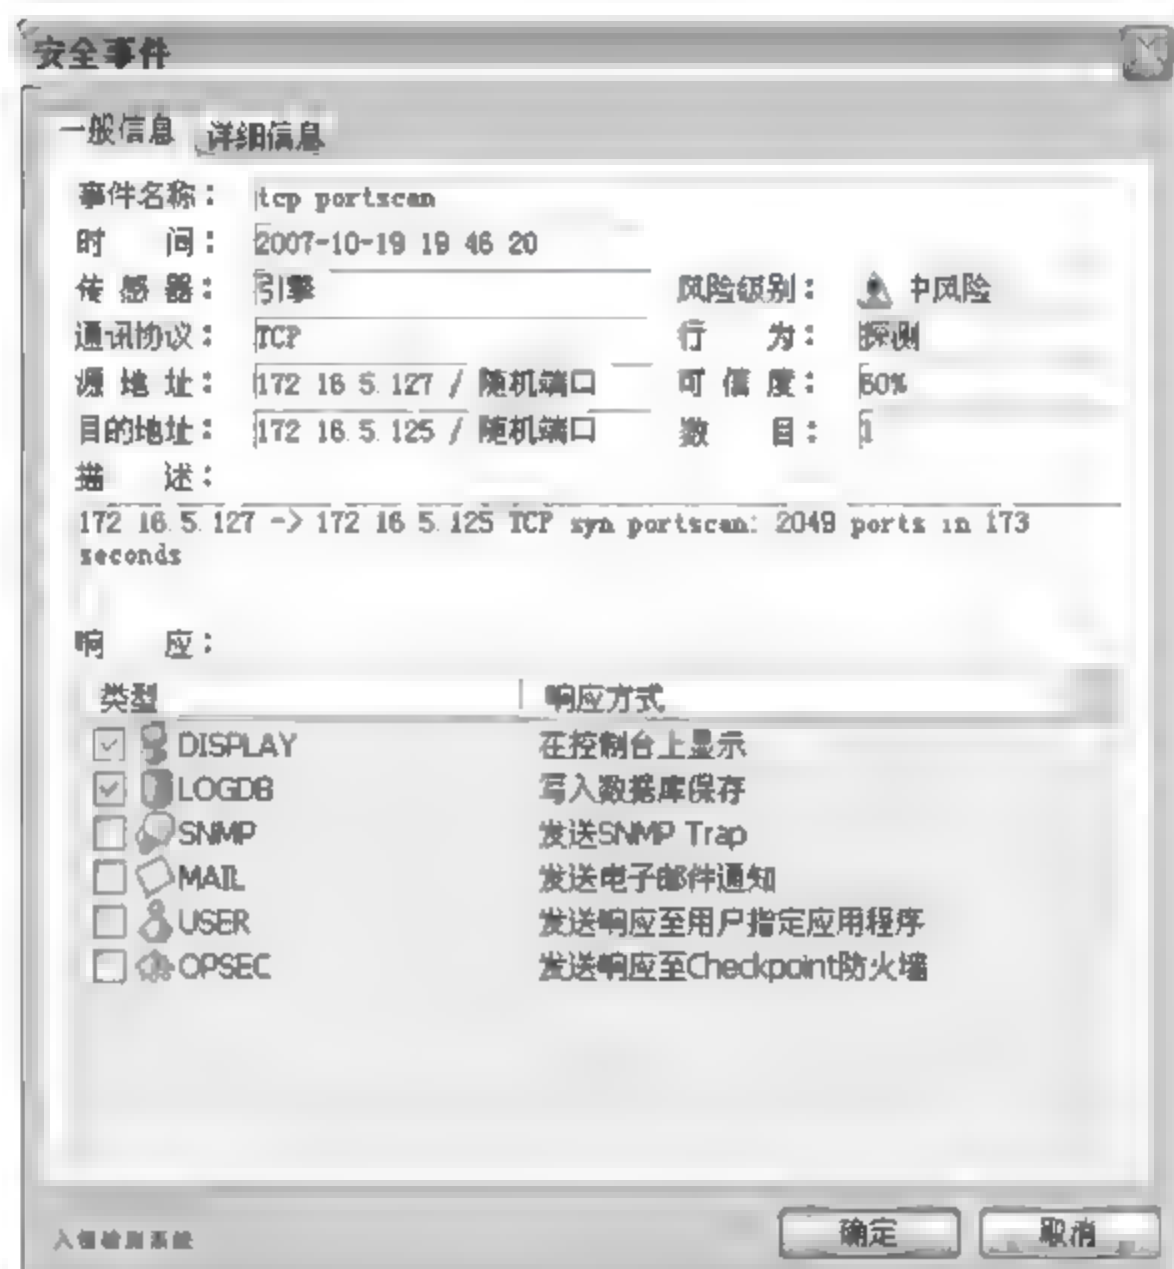 安全事件
一般信息 详细信息
事件名称： tcp portscan
时 间： 2007-10-19 19 46 20
传 感 器： 引擎 风险级别： 中风险
通讯协议： TCP 行 为： 探测
源 地 址： 172 16 5.127 / 随机端口 可 信 度： 60%
目的地址： 172 16.5.125 / 随机端口 数 目： 1
描 述：
172 16.5.127 -> 172 16 5.125 TCP syn portscan: 2049 ports in 173
seconds
响 应：
类型 响应方式
DISPLAY 在控制台上显示
LOGDB 写入数据库保存
SNMP 发送SNMP Trap
MAIL 发送电子邮件通知
USER 发送响应至用户指定应用程序
OPSEC 发送响应至Checkpoint防火墙
入侵检测系统 确定 取消